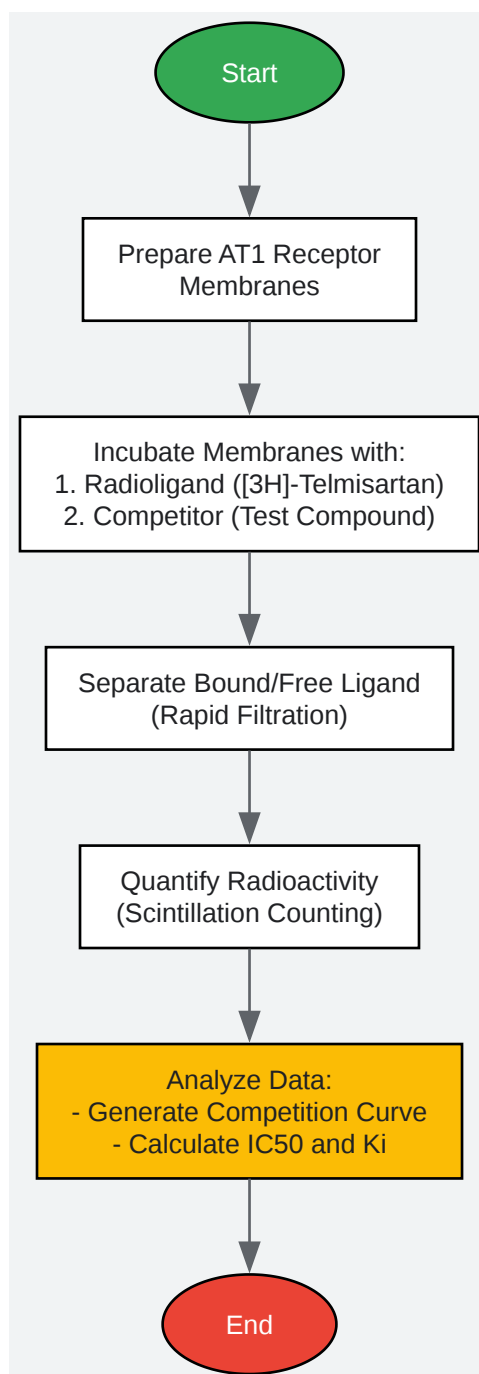 Start
Prepare AT1 Receptor
Membranes
Incubate Membranes with:
1. Radioligand ([3H]-Telmisartan)
2. Competitor (Test Compound)
Separate Bound/Free Ligand
(Rapid Filtration)
Quantify Radioactivity
(Scintillation Counting)
Analyze Data:
- Generate Competition Curve
- Calculate IC50 and Ki
End